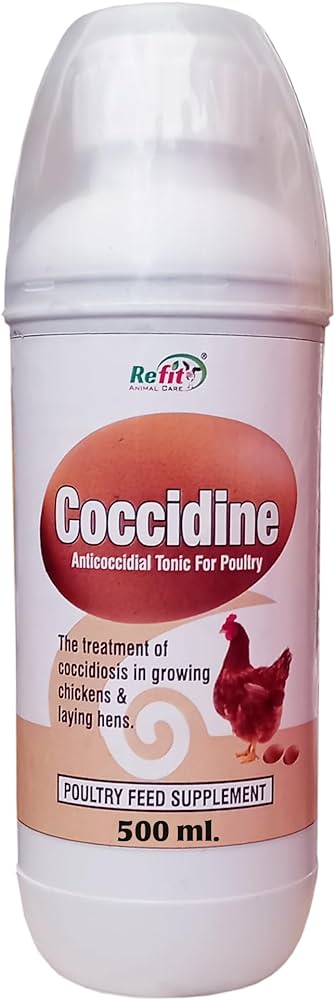 Refit®
ANIMAL CARE
Coccidine
Anticoccidial Tonic For Poultry
The treatment of
coccidiosis in growing
chickens &
laying hens.
POULTRY FEED SUPPLEMENT
500 ml.